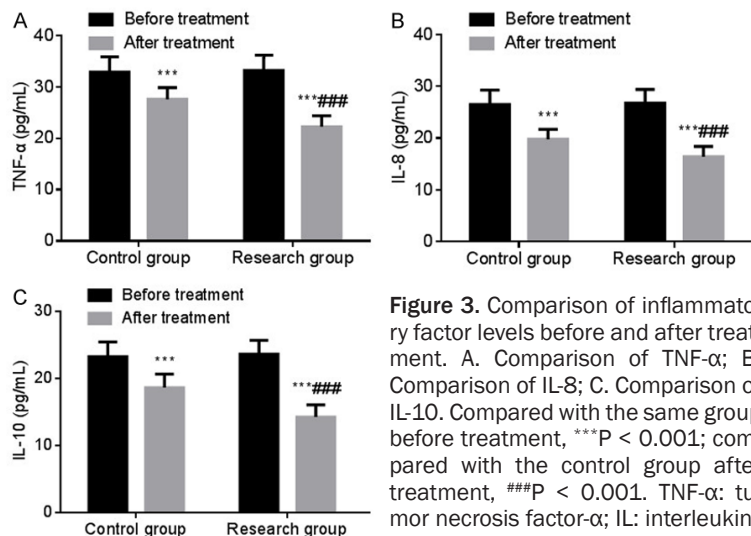 A
Before treatment
After treatment
40
30
20
10
0
TNF-α (pg/mL)
***
***###
Control group
Research group
B
Before treatment
After treatment
40
30
20
10
0
IL-8 (pg/mL)
***
***###
Control group
Research group
C
Before treatment
After treatment
30
20
10
0
IL-10 (pg/mL)
***
***###
Control group
Research group
Figure 3. Comparison of inflammato-
ry factor levels before and after treat-
ment. A. Comparison of TNF-α; B.
Comparison of IL-8; C. Comparison of
IL-10. Compared with the same group
before treatment, ***P < 0.001; com-
pared with the control group after
treatment, ###P < 0.001. TNF-α: tu-
mor necrosis factor-α; IL: interleukin.